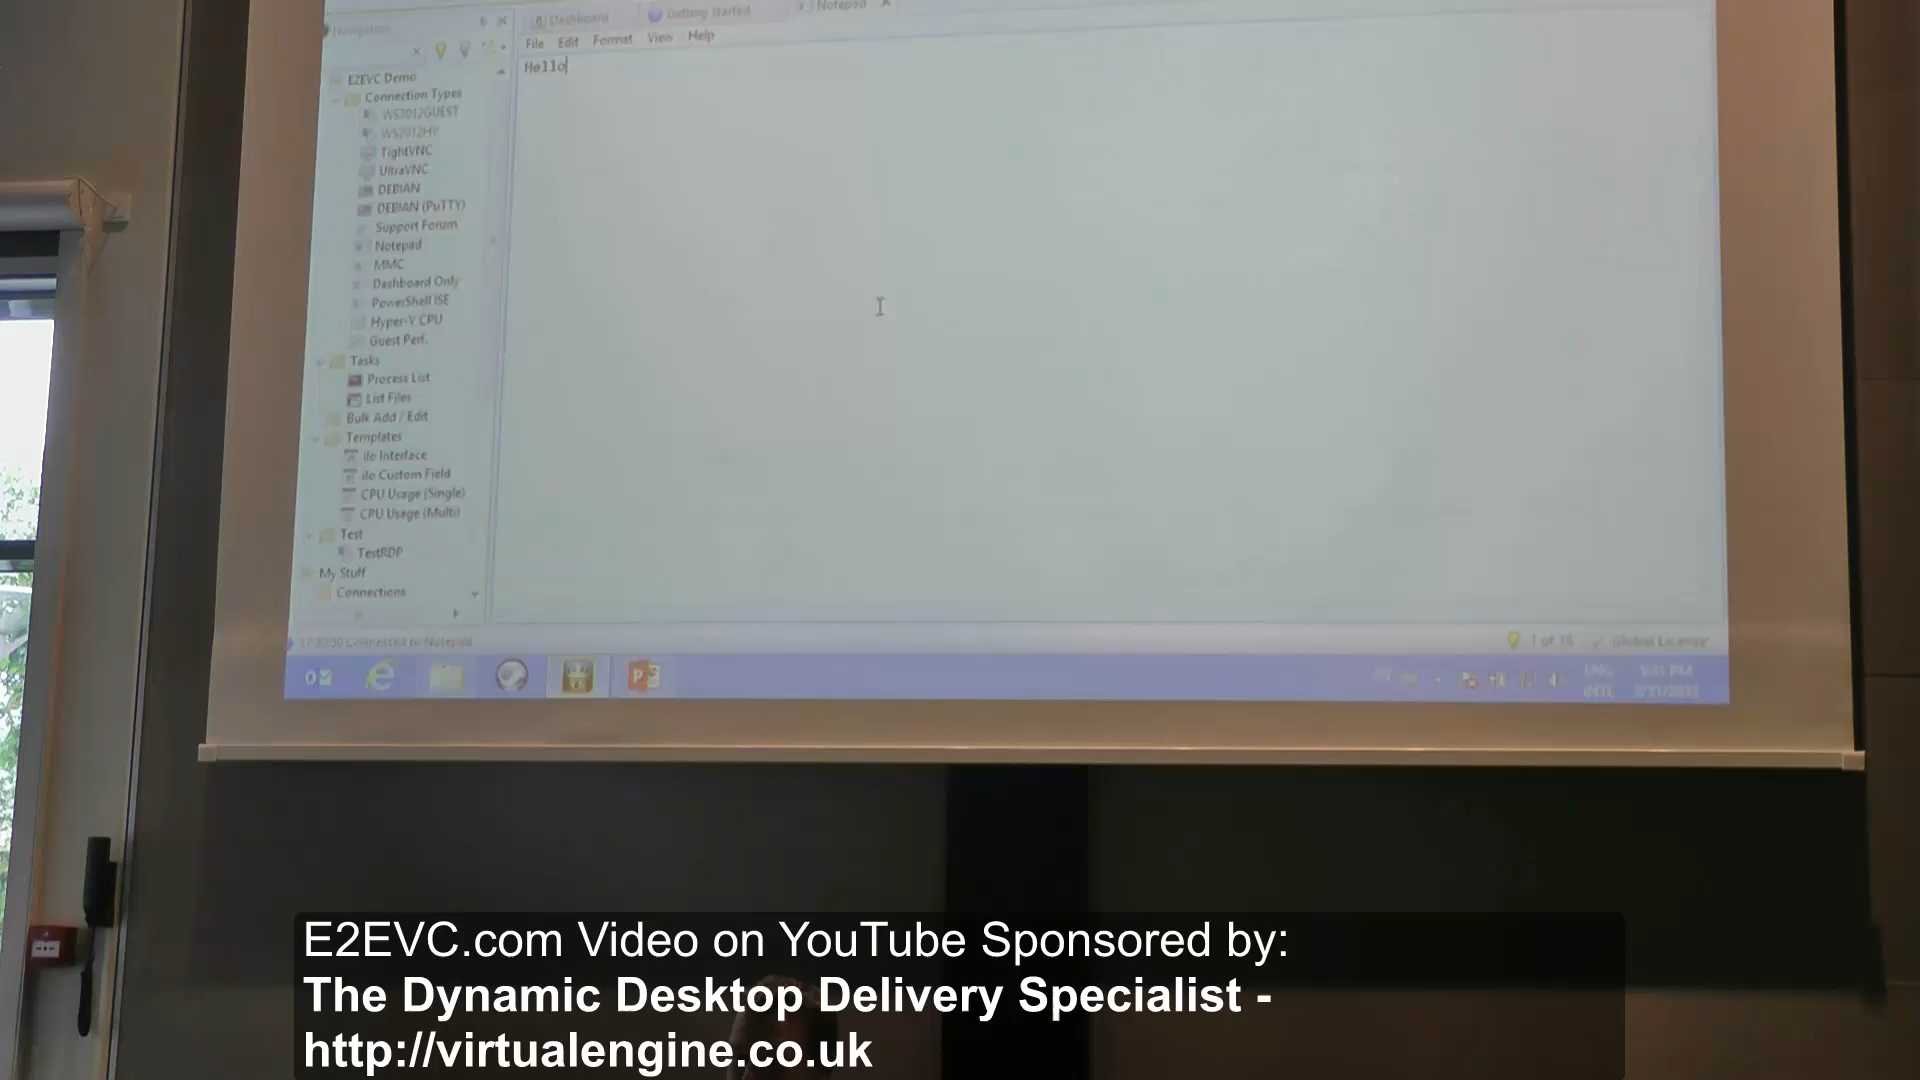 Navigation
Dashboard
Getting Started
Notepad
File Edit Format View Help
Hello
E2EVC Demo
Connection Types
WS2012GUEST
WS2012HV
TightVNC
UltraVNC
DEBIAN
DEBIAN (PuTTY)
Support Forum
Notepad
MMC
Dashboard Only
PowerShell ISE
Hyper-V CPU
Guest Perf.
Tasks
Process List
List Files
Bulk Add / Edit
Templates
ilo Interface
ilo Custom Field
CPU Usage (Single)
CPU Usage (Multi)
Test
TestRDP
My Stuff
Connections
Connected to Notepad
1 of 18
Global License
ENG
INTL
E2EVC.com Video on YouTube Sponsored by:
The Dynamic Desktop Delivery Specialist -
http://virtualengine.co.uk